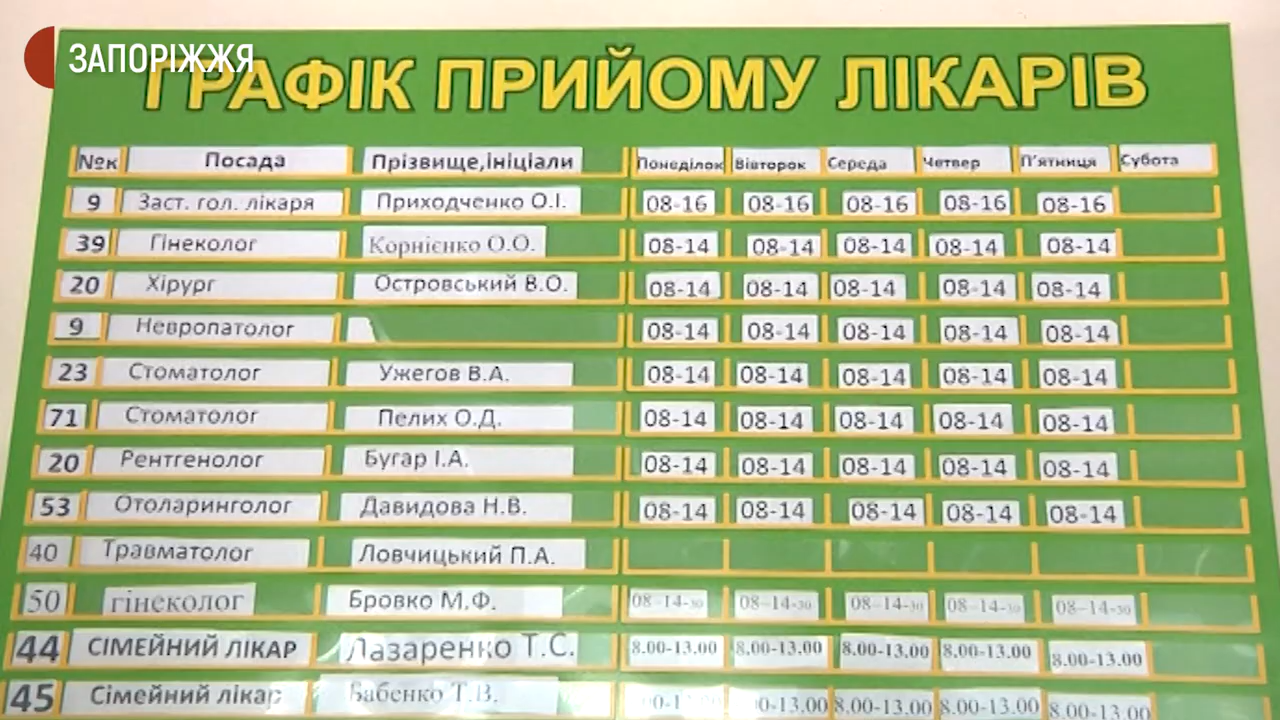 ЗАПОРІЖЖЯ
ГРАФІК ПРИЙОМУ ЛІКАРІВ
№к Посада Прізвище,ініціали Понеділок Вівторок Середа Четвер П'ятниця Субота
9 Заст. гол. лікаря Приходченко О.І. 08-16 08-16 08-16 08-16 08-16
39 Гінеколог Корнієнко О.О. 08-14 08-14 08-14 08-14 08-14
20 Хірург Островський В.О. 08-14 08-14 08-14 08-14 08-14
9 Невропатолог 08-14 08-14 08-14 08-14 08-14
23 Стоматолог Ужегов В.А. 08-14 08-14 08-14 08-14 08-14
71 Стоматолог Пелих О.Д. 08-14 08-14 08-14 08-14 08-14
20 Рентгенолог Бугар І.А. 08-14 08-14 08-14 08-14 08-14
53 Отоларинголог Давидова Н.В. 08-14 08-14 08-14 08-14 08-14
40 Травматолог Ловчицький П.А.
50 гінеколог Бровко М.Ф. 08-14-30 08-14-30 08-14-30 08-14-30 08-14-30
44 СІМЕЙНИЙ ЛІКАР Лазаренко Т.С. 8.00-13.00 8.00-13.00 8.00-13.00 8.00-13.00 8.00-13.00
45 Сімейний лікар Бабенко Т.В. 8.00-13.00 8.00-13.00 8.00-13.00